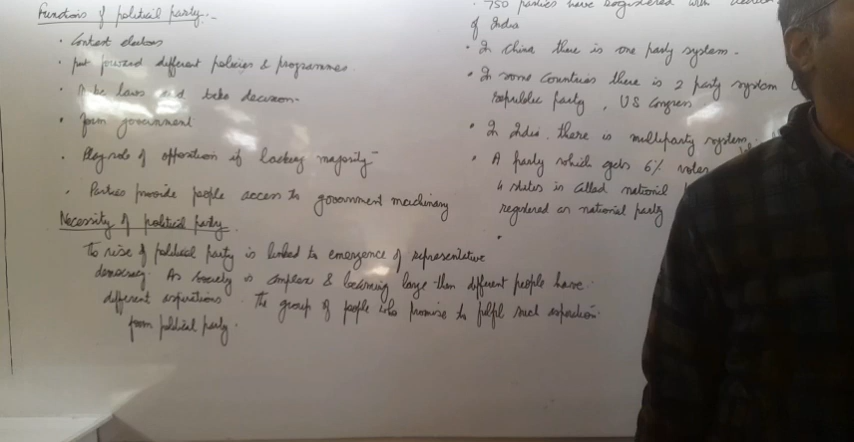 Functions of political party:-
• Contest elections
• put forward different policies & programmes.
• Make laws and take decision.
• form government
• Play role of opposition if lacking majority
• Parties provide people access to government machinary
Necessity of political party.
The rise of political party is linked to emergence of representative
democracy. As society is complex & becoming large then different people have
different aspirations. The group of people who promise to fulfil such aspiration
form political party.
• 750 parties have registered with
of India
• In China there is one party system.
• In some countries there is 2 party system
party, US Congress
• In India there is multiparty system.
• A party which gets 6% votes
4 states is called national
registered as national party
•